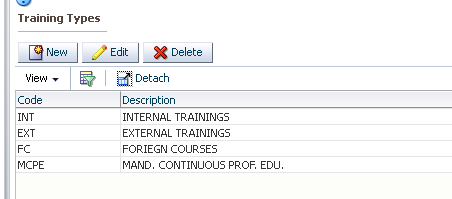 Training Types
New Edit Delete
View Detach
Code Description
INT INTERNAL TRAININGS
EXT EXTERNAL TRAININGS
FC FORIEGN COURSES
MCPE MAND. CONTINUOUS PROF. EDU.